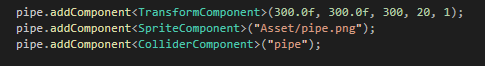 pipe.addComponent<TransformComponent>(300.0f, 300.0f, 300, 20, 1);
pipe.addComponent<SpriteComponent>("Asset/pipe.png");
pipe.addComponent<ColliderComponent>("pipe");